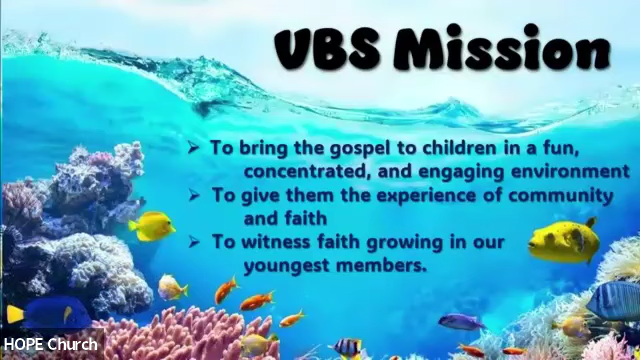 VBS Mission
➢ To bring the gospel to children in a fun,
concentrated, and engaging environment
➢ To give them the experience of community
and faith
➢ To witness faith growing in our
youngest members.
HOPE Church